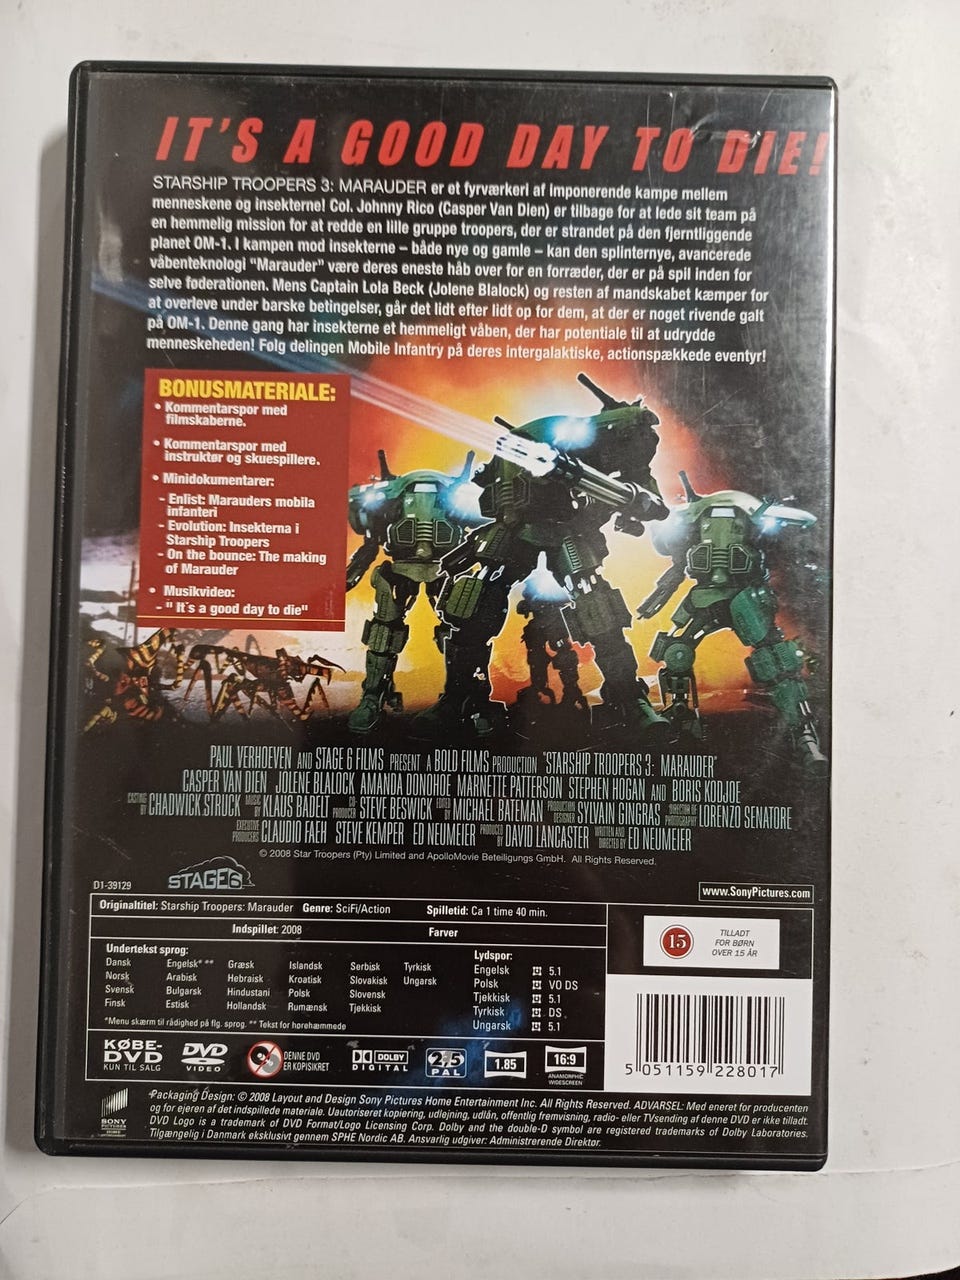 IT'S A GOOD DAY TO DIE!
STARSHIP TROOPERS 3: MARAUDER er et fyrværkeri af imponerende kampe mellem
menneskene og insekterne! Col. Johnny Rico (Casper Van Dien) er tilbage for at lede sit team på
en hemmelig mission for at redde en lille gruppe troopers, der er strandet på den fjerntliggende
planet OM-1. I kampen mod insekterne – både nye og gamle – kan den splinternye, avancerede
våbenteknologi "Marauder" være deres eneste håb over for en forræder, der er på spil inden for
selve føderationen. Mens Captain Lola Beck (Jolene Blalock) og resten af mandskabet kæmper for
at overleve under barske betingelser, går det lidt efter lidt op for dem, at der er noget rivende galt
på OM-1. Denne gang har insekterne et hemmeligt våben, der har potentiale til at udrydde
menneskeheden! Følg delingen Mobile Infantry på deres intergalaktiske, actionspækkede eventyr!
BONUSMATERIALE:
• Kommentarspor med
filmskaberne.
• Kommentarspor med
instruktør og skuespillere.
• Minidokumentarer:
- Enlist: Marauders mobila
infanteri
- Evolution: Insekterna i
Starship Troopers
- On the bounce: The making
of Marauder
• Musikvideo:
- " It's a good day to die"
PAUL VERHOEVEN AND STAGE 6 FILMS PRESENT A BOLD FILMS PRODUCTION "STARSHIP TROOPERS 3: MARAUDER"
CASPER VAN DIEN JOLENE BLALOCK AMANDA DONOHOE MARNETTE PATTERSON STEPHEN HOGAN AND BORIS KODJOE
CASTING BY CHADWICK STRUCK MUSIC BY KLAUS BADELT CO-PRODUCER STEVE BESWICK EDITED BY MICHAEL BATEMAN PRODUCTION DESIGNER SYLVAIN GINGRAS DIRECTOR OF PHOTOGRAPHY LORENZO SENATORE
EXECUTIVE PRODUCERS CLAUDIO FAEH STEVE KEMPER ED NEUMEIER PRODUCED BY DAVID LANCASTER WRITTEN AND DIRECTED BY ED NEUMEIER
© 2008 Star Troopers (Pty) Limited and ApolloMovie Beteiligungs GmbH. All Rights Reserved.
D1-39129
STAGE6
www.SonyPictures.com
Originaltitel: Starship Troopers: Marauder Genre: SciFi/Action Spilletid: Ca 1 time 40 min.
Indspillet: 2008 Farver
Undertekst sprog:
Dansk Engelsk* ** Græsk Islandsk Serbisk Tyrkisk
Norsk Arabisk Hebraisk Kroatisk Slovakisk Ungarsk
Svensk Bulgarsk Hindustani Polsk Slovensk
Finsk Estisk Hollandsk Rumænsk Tjekkisk
*Menu skærm til rådighed på flg. sprog. ** Tekst for hørehæmmede
Lydspor:
Engelsk 5.1
Polsk VO DS
Tjekkisk 5.1
Tyrkisk DS
Ungarsk 5.1
15
TILLADT
FOR BØRN
OVER 15 ÅR
KØBE-
DVD
KUN TIL SALG
DVD
VIDEO
DENNE DVD
ER KOPISIKRET
DOLBY
DIGITAL
2 5
PAL
1.85
16:9
ANAMORPHIC
WIDESCREEN
5 051159 228017
SONY
PICTURES
Packaging Design: © 2008 Layout and Design Sony Pictures Home Entertainment Inc. All Rights Reserved. ADVARSEL: Med eneret for producenten
og for ejeren af det indspillede materiale. Uautoriseret kopiering, udlejning, udlån, offentlig fremvisning, radio- eller TVsending af denne DVD er ikke tilladt.
DVD Logo is a trademark of DVD Format/Logo Licensing Corp. Dolby and the double-D symbol are registered trademarks of Dolby Laboratories.
Tilgængelig i Danmark eksklusivt gennem SPHE Nordic AB. Ansvarlig udgiver: Administrerende Direktør.